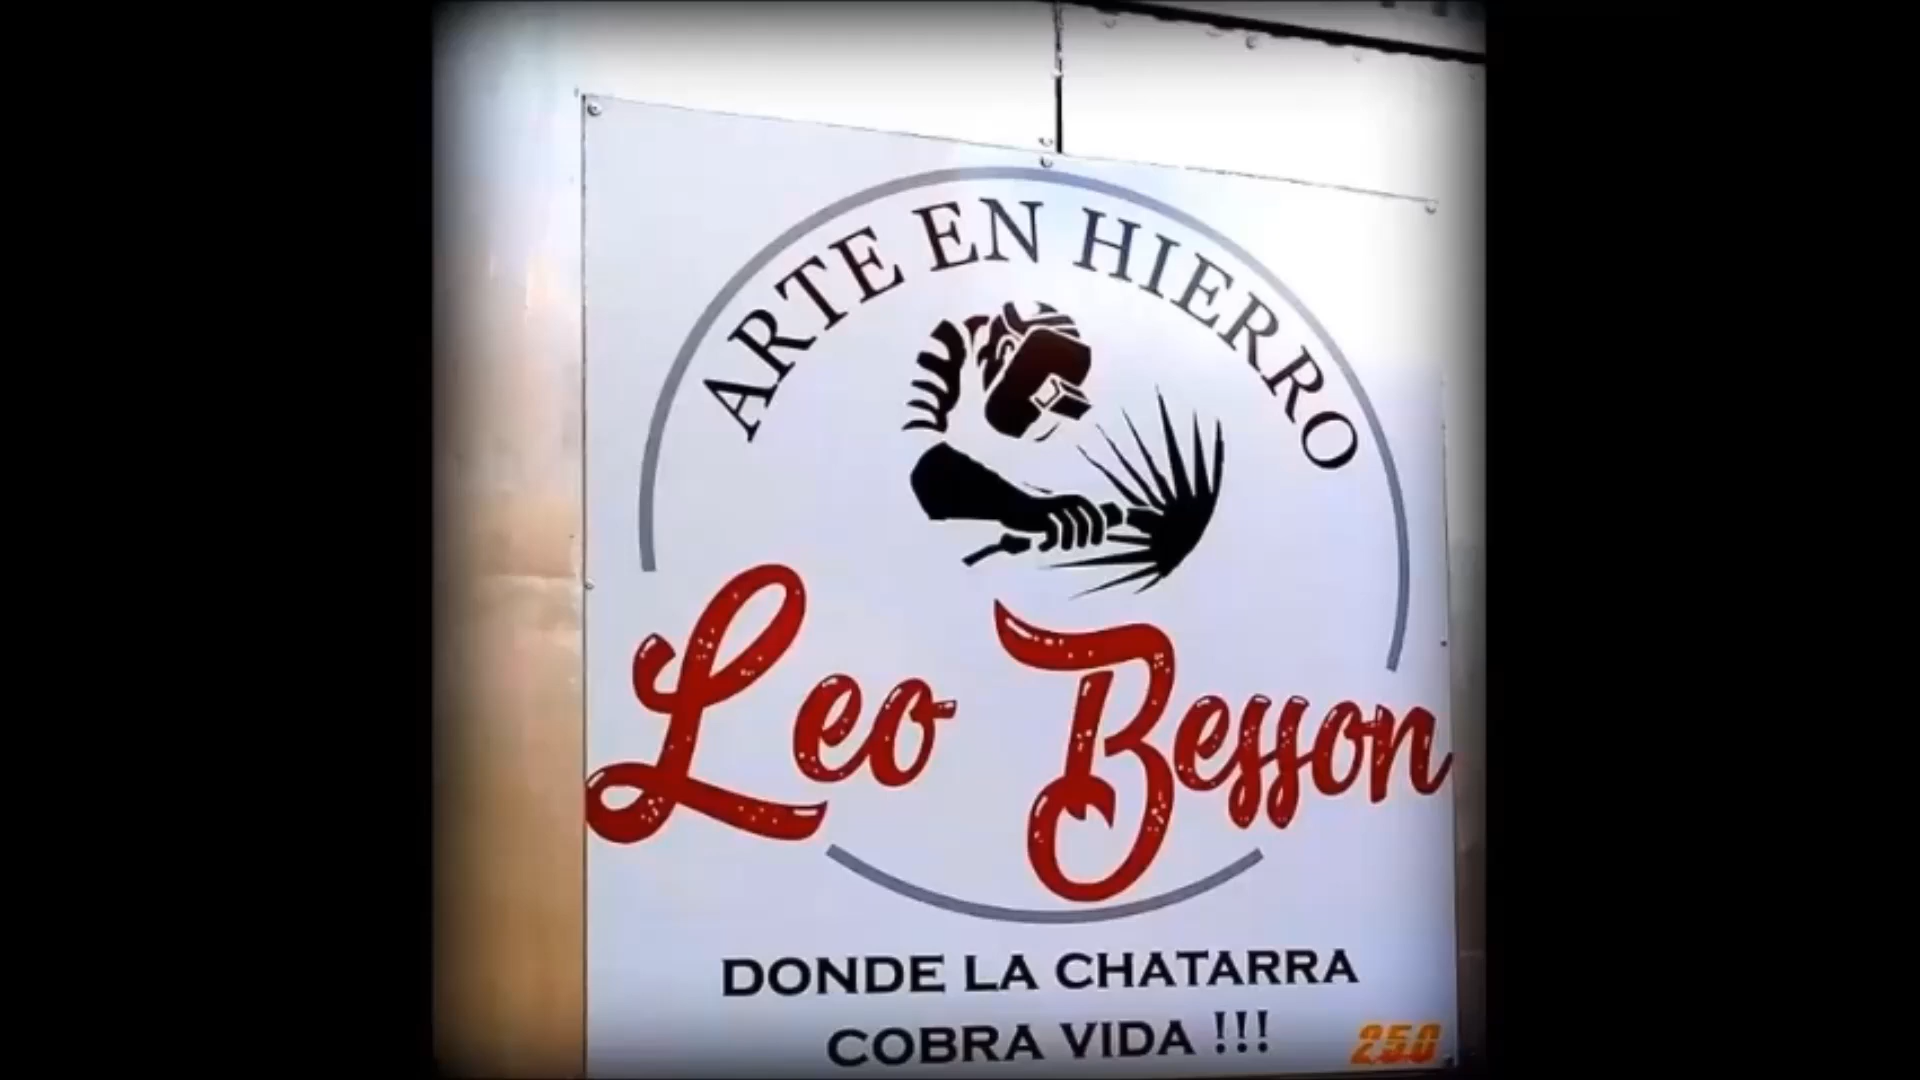 ARTE EN HIERRO
Leo Besson
DONDE LA CHATARRA
COBRA VIDA !!!
250